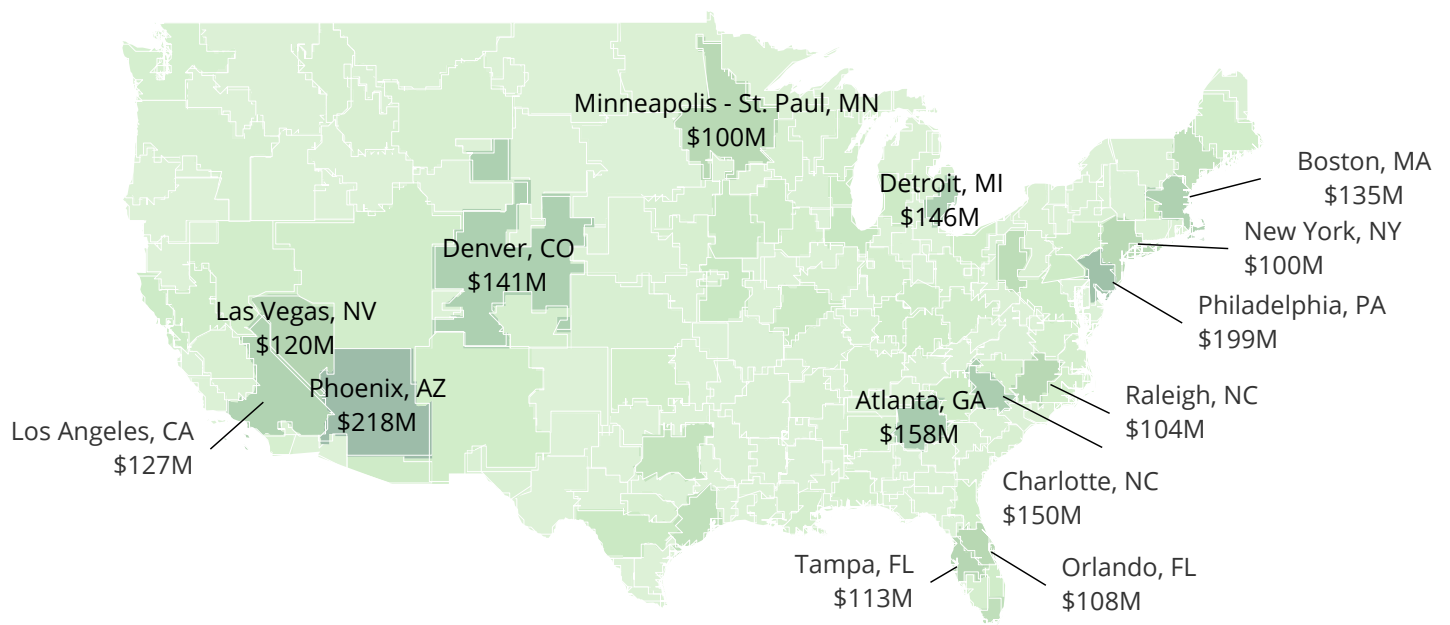 Minneapolis - St. Paul, MN
$100M
Boston, MA
$135M
Detroit, MI
$146M
New York, NY
$100M
Denver, CO
$141M
Philadelphia, PA
$199M
Las Vegas, NV
$120M
Phoenix, AZ
$218M
Raleigh, NC
$104M
Atlanta, GA
$158M
Los Angeles, CA
$127M
Charlotte, NC
$150M
Tampa, FL
$113M
Orlando, FL
$108M